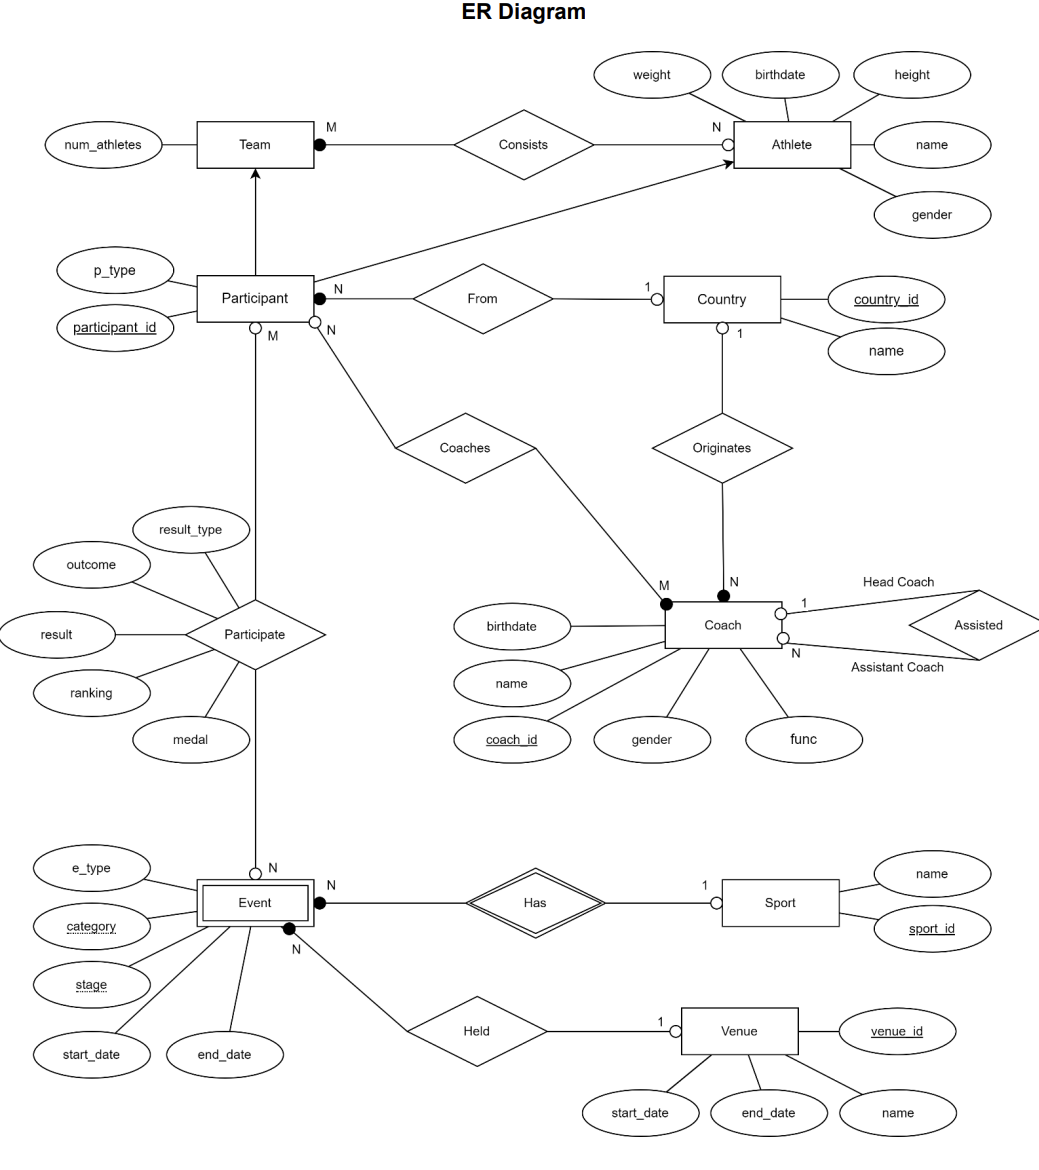 ER Diagram
weight
birthdate
height
num_athletes
Team
M
Consists
N
Athlete
name
gender
p_type
participant_id
Participant
N
From
1
Country
country_id
name
M
N
1
Coaches
Originates
result_type
outcome
result
ranking
medal
Participate
M
N
Head Coach
1
Assisted
N
Assistant Coach
birthdate
Coach
name
coach_id
gender
func
e_type
category
stage
start_date
end_date
N
Event
N
Has
1
Sport
name
sport_id
N
Held
1
Venue
venue_id
start_date
end_date
name